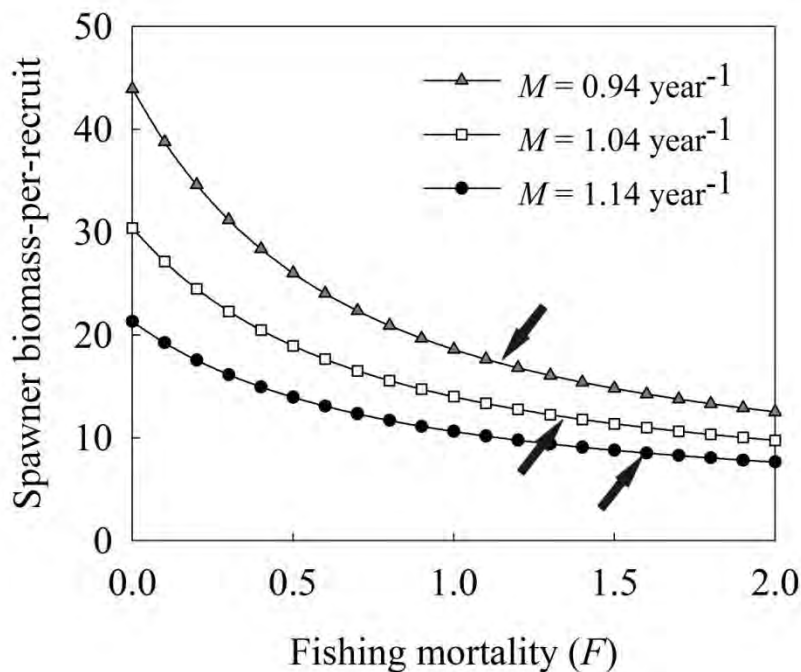 50
40
30
20
10
0
Spawner biomass-per-recruit
M = 0.94 year-1
M = 1.04 year-1
M = 1.14 year-1
0.0 0.5 1.0 1.5 2.0
Fishing mortality (F)